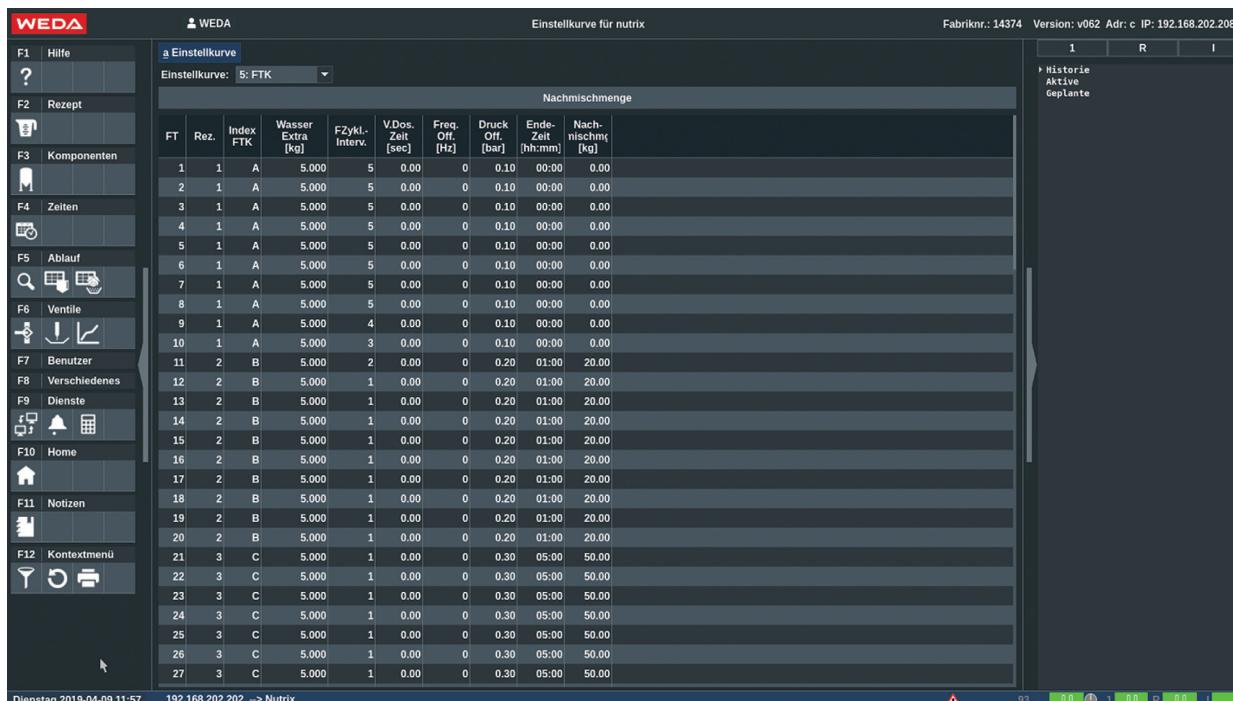 WEDA
WEDA
Einstellkurve für nutrix
Fabriknr.: 14374 Version: v062 Adr: c IP: 192.168.202.208
F1 Hilfe
F2 Rezept
F3 Komponenten
F4 Zeiten
F5 Ablauf
F6 Ventile
F7 Benutzer
F8 Verschiedenes
F9 Dienste
F10 Home
F11 Notizen
F12 Kontextmenü
a Einstellkurve
Einstellkurve: 5: FTK
Nachmischmenge
FT Rez. Index FTK Wasser Extra [kg] FZykl.-Interv. V.Dos. Zeit [sec] Freq. Off. [Hz] Druck Off. [bar] Ende-Zeit [hh:mm] Nach- [kg]
1 1 A 5.000 5 0.00 0 0.10 00:00 0.00
2 1 A 5.000 5 0.00 0 0.10 00:00 0.00
3 1 A 5.000 5 0.00 0 0.10 00:00 0.00
4 1 A 5.000 5 0.00 0 0.10 00:00 0.00
5 1 A 5.000 5 0.00 0 0.10 00:00 0.00
6 1 A 5.000 5 0.00 0 0.10 00:00 0.00
7 1 A 5.000 5 0.00 0 0.10 00:00 0.00
8 1 A 5.000 5 0.00 0 0.10 00:00 0.00
9 1 A 5.000 4 0.00 0 0.10 00:00 0.00
10 1 A 5.000 3 0.00 0 0.10 00:00 0.00
11 2 B 5.000 2 0.00 0 0.20 01:00 20.00
12 2 B 5.000 1 0.00 0 0.20 01:00 20.00
13 2 B 5.000 1 0.00 0 0.20 01:00 20.00
14 2 B 5.000 1 0.00 0 0.20 01:00 20.00
15 2 B 5.000 1 0.00 0 0.20 01:00 20.00
16 2 B 5.000 1 0.00 0 0.20 01:00 20.00
17 2 B 5.000 1 0.00 0 0.20 01:00 20.00
18 2 B 5.000 1 0.00 0 0.20 01:00 20.00
19 2 B 5.000 1 0.00 0 0.20 01:00 20.00
20 2 B 5.000 1 0.00 0 0.20 01:00 20.00
21 3 C 5.000 1 0.00 0 0.30 05:00 50.00
22 3 C 5.000 1 0.00 0 0.30 05:00 50.00
23 3 C 5.000 1 0.00 0 0.30 05:00 50.00
24 3 C 5.000 1 0.00 0 0.30 05:00 50.00
25 3 C 5.000 1 0.00 0 0.30 05:00 50.00
26 3 C 5.000 1 0.00 0 0.30 05:00 50.00
27 3 C 5.000 1 0.00 0 0.30 05:00 50.00
1 R I
Historie
Aktive
Geplante
Dienstag 2019-04-09 11:57 192.168.202.202 --> Nutrix
93 0.0 1 0.0 R 0.0 I